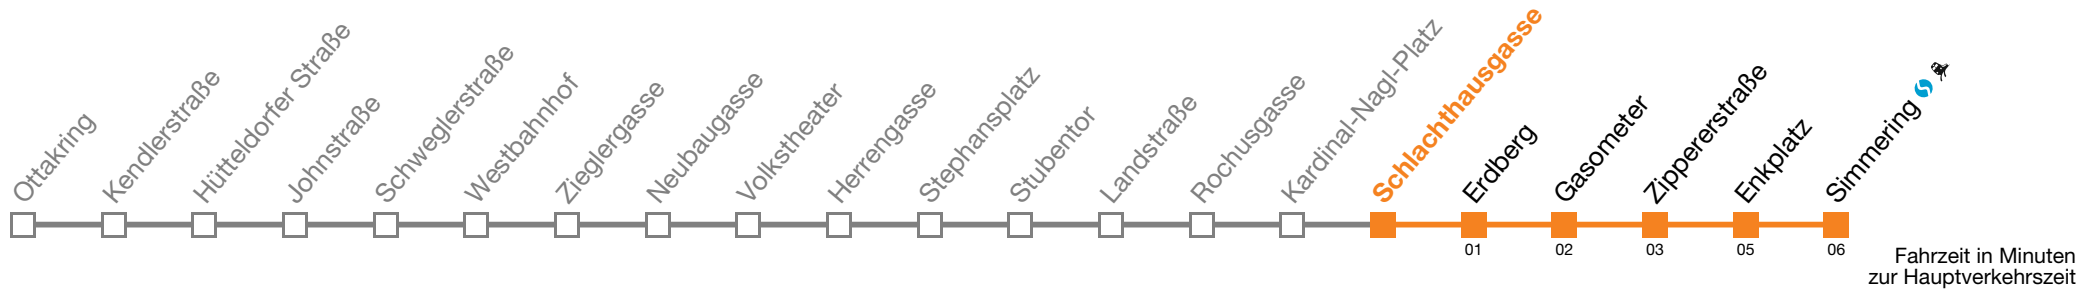 Ottakring
Kendlerstraße
Hütteldorfer Straße
Johnstraße
Schweglerstraße
Westbahnhof
Zieglergasse
Neubaugasse
Volkstheater
Herrengasse
Stephansplatz
Stubentor
Landstraße
Rochusgasse
Kardinal-Nagl-Platz
Schlachthausgasse
Erdberg
Gasometer
Zippererstraße
Enkplatz
Simmering
01
02
03
05
06
Fahrzeit in Minuten
zur Hauptverkehrszeit